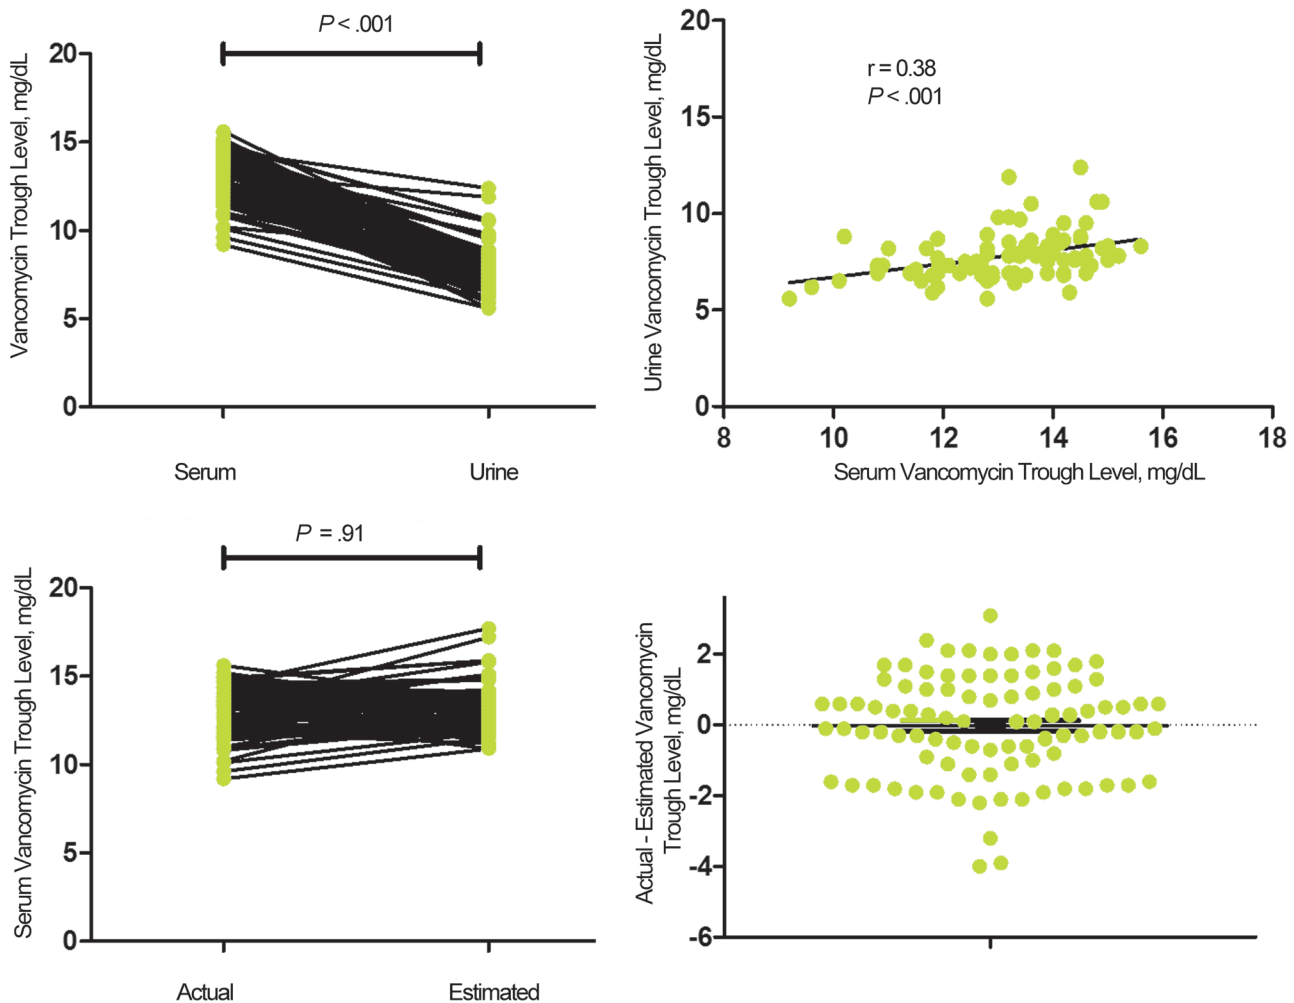 P < .001
Vancomycin Trough Level, mg/dL
20
15
10
5
0
Serum
Urine
r = 0.38
P < .001
Urine Vancomycin Trough Level, mg/dL
20
15
10
5
0
8
10
12
14
16
18
Serum Vancomycin Trough Level, mg/dL
P = .91
Serum Vancomycin Trough Level, mg/dL
20
15
10
5
0
Actual
Estimated
Actual - Estimated Vancomycin
Trough Level, mg/dL
2
0
-2
-4
-6